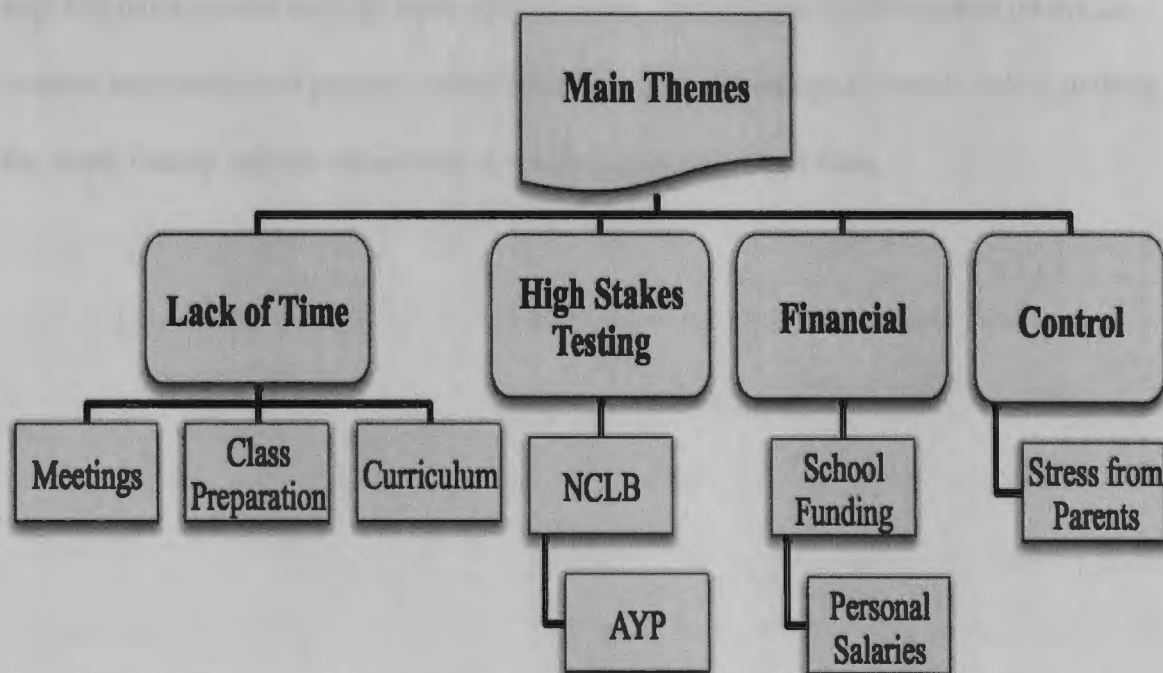 Main Themes
Lack of Time
High Stakes
Testing
Financial
Control
Meetings
Class
Preparation
Curriculum
NCLB
School
Funding
Stress from
Parents
AYP
Personal
Salaries